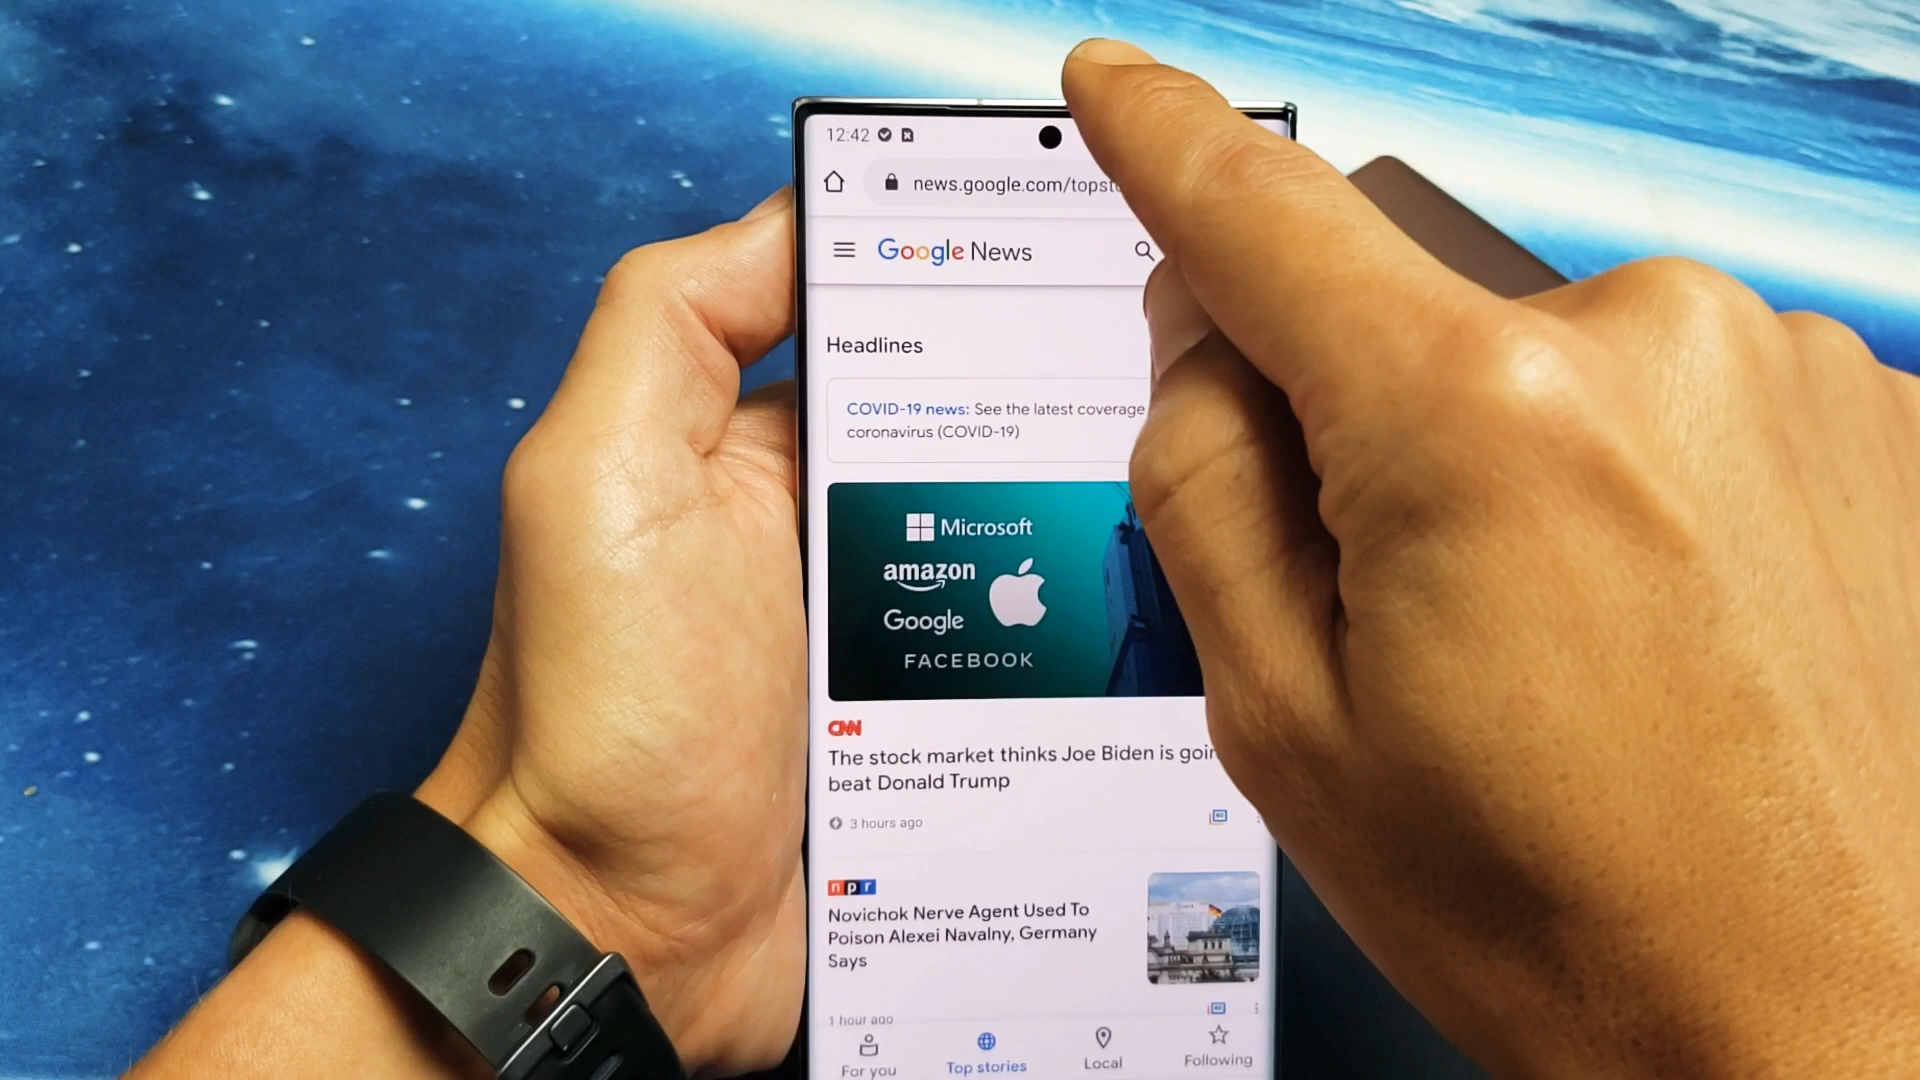 12:42
news.google.com/topst
Google News
Headlines
COVID-19 news: See the latest coverage
coronavirus (COVID-19)
Microsoft
amazon
Google
FACEBOOK
CNN
The stock market thinks Joe Biden is goin
beat Donald Trump
3 hours ago
npr
Novichok Nerve Agent Used To
Poison Alexei Navalny, Germany
Says
1 hour ago
For you
Top stories
Local
Following